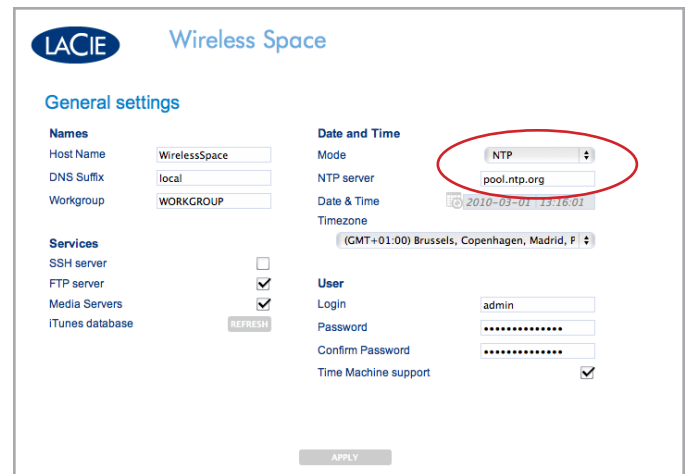 LACIE Wireless Space
General settings
Names
Host Name WirelessSpace
DNS Suffix local
Workgroup WORKGROUP
Services
SSH server
FTP server
Media Servers
iTunes database REFRESH
Date and Time
Mode NTP
NTP server pool.ntp.org
Date & Time 2010-03-01 13:16:01
Timezone
(GMT+01:00) Brussels, Copenhagen, Madrid, P
User
Login admin
Password ••••••••••••••
Confirm Password ••••••••••••••
Time Machine support
APPLY